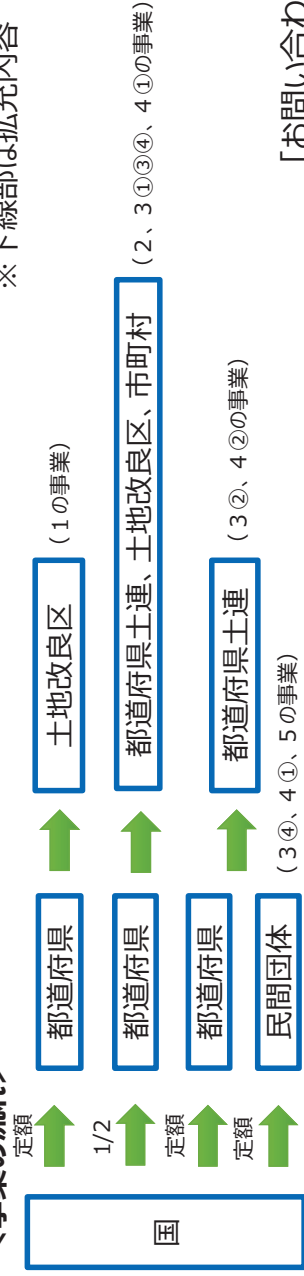 ※下線部は拡充内容
<事業の流れ>
国
定額
都道府県
土地改良区
(1の事業)
1/2
都道府県
都道府県土連、土地改良区、市町村
(2、3①③④、4①の事業)
定額
都道府県
都道府県土連
(3②、4②の事業)
定額
民間団体
(3④、4①、5の事業)
[お問い合わ